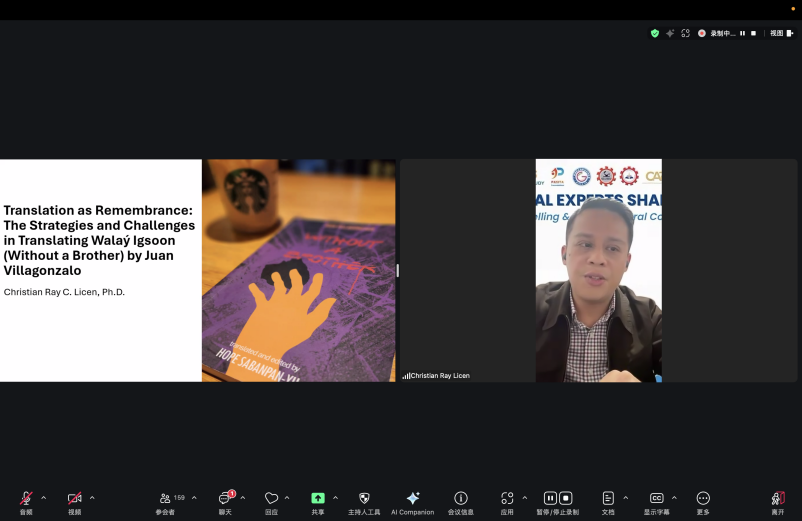 录制中...
视图
Translation as Remembrance:
The Strategies and Challenges
in Translating Walaý Igsoon
(Without a Brother) by Juan
Villagonzalo
Christian Ray C. Licen, Ph.D.
WITHOUT
A
BROTHER
translated and edited by
HOPE SABANPAN-YU
AL EXPERTS SHA
elling &
ral Co
Christian Ray Licen
1
159
CC
音频
视频
参会者
聊天
回应
共享
主持人工具
AI Companion
会议信息
应用
暂停/停止录制
文档
显示字幕
更多
离开